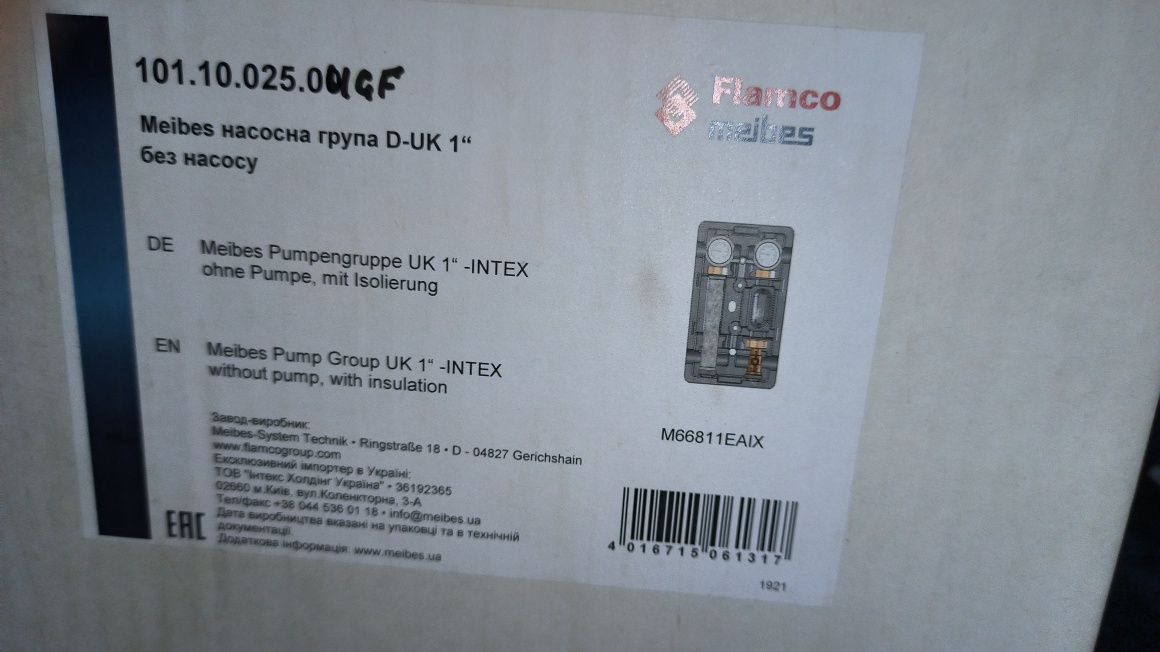 101.10.025.0
Flamco
meibes
Meibes насосна група D-UK 1“
без насосу
DE Meibes Pumpengruppe UK 1“ -INTEX
ohne Pumpe, mit Isolierung
EN Meibes Pump Group UK 1“ -INTEX
without pump, with insulation
M66811EAIX
Завод-виробник:
Meibes-System Technik • Ringstraße 18 • D - 04827 Gerichshain
www.flamcogroup.com
Ексклюзивний імпортер в Україні:
ТОВ "Інтекс Холдінг Україна" • 36192365
02660 м.Київ, вул.Колекторна, 3-А
Тел/факс +38 044 536 01 18 • info@meibes.ua
Дата виробництва вказані на упаковці та в технічній
документації.
Додаткова інформація: www.meibes.ua
EAC
4 016715 061317
1921